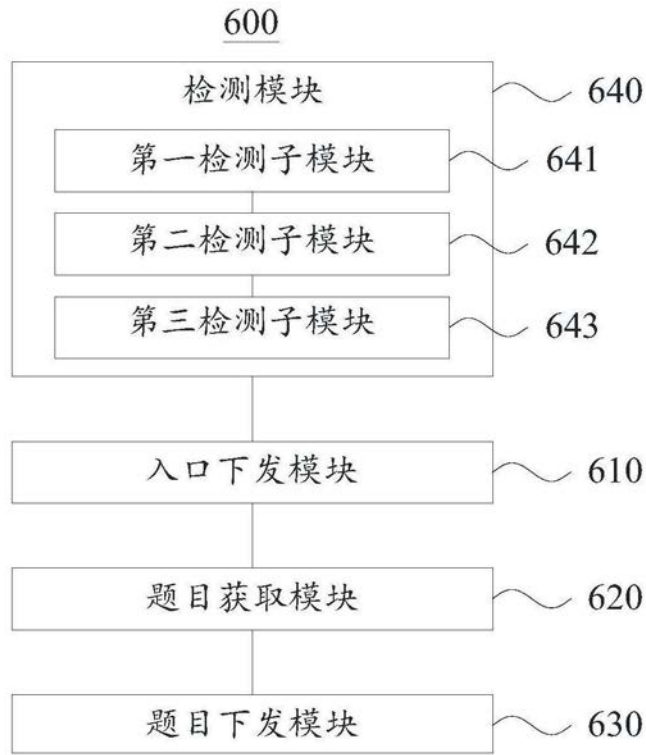 600
检测模块 640
第一检测子模块 641
第二检测子模块 642
第三检测子模块 643
入口下发模块 610
题目获取模块 620
题目下发模块 630